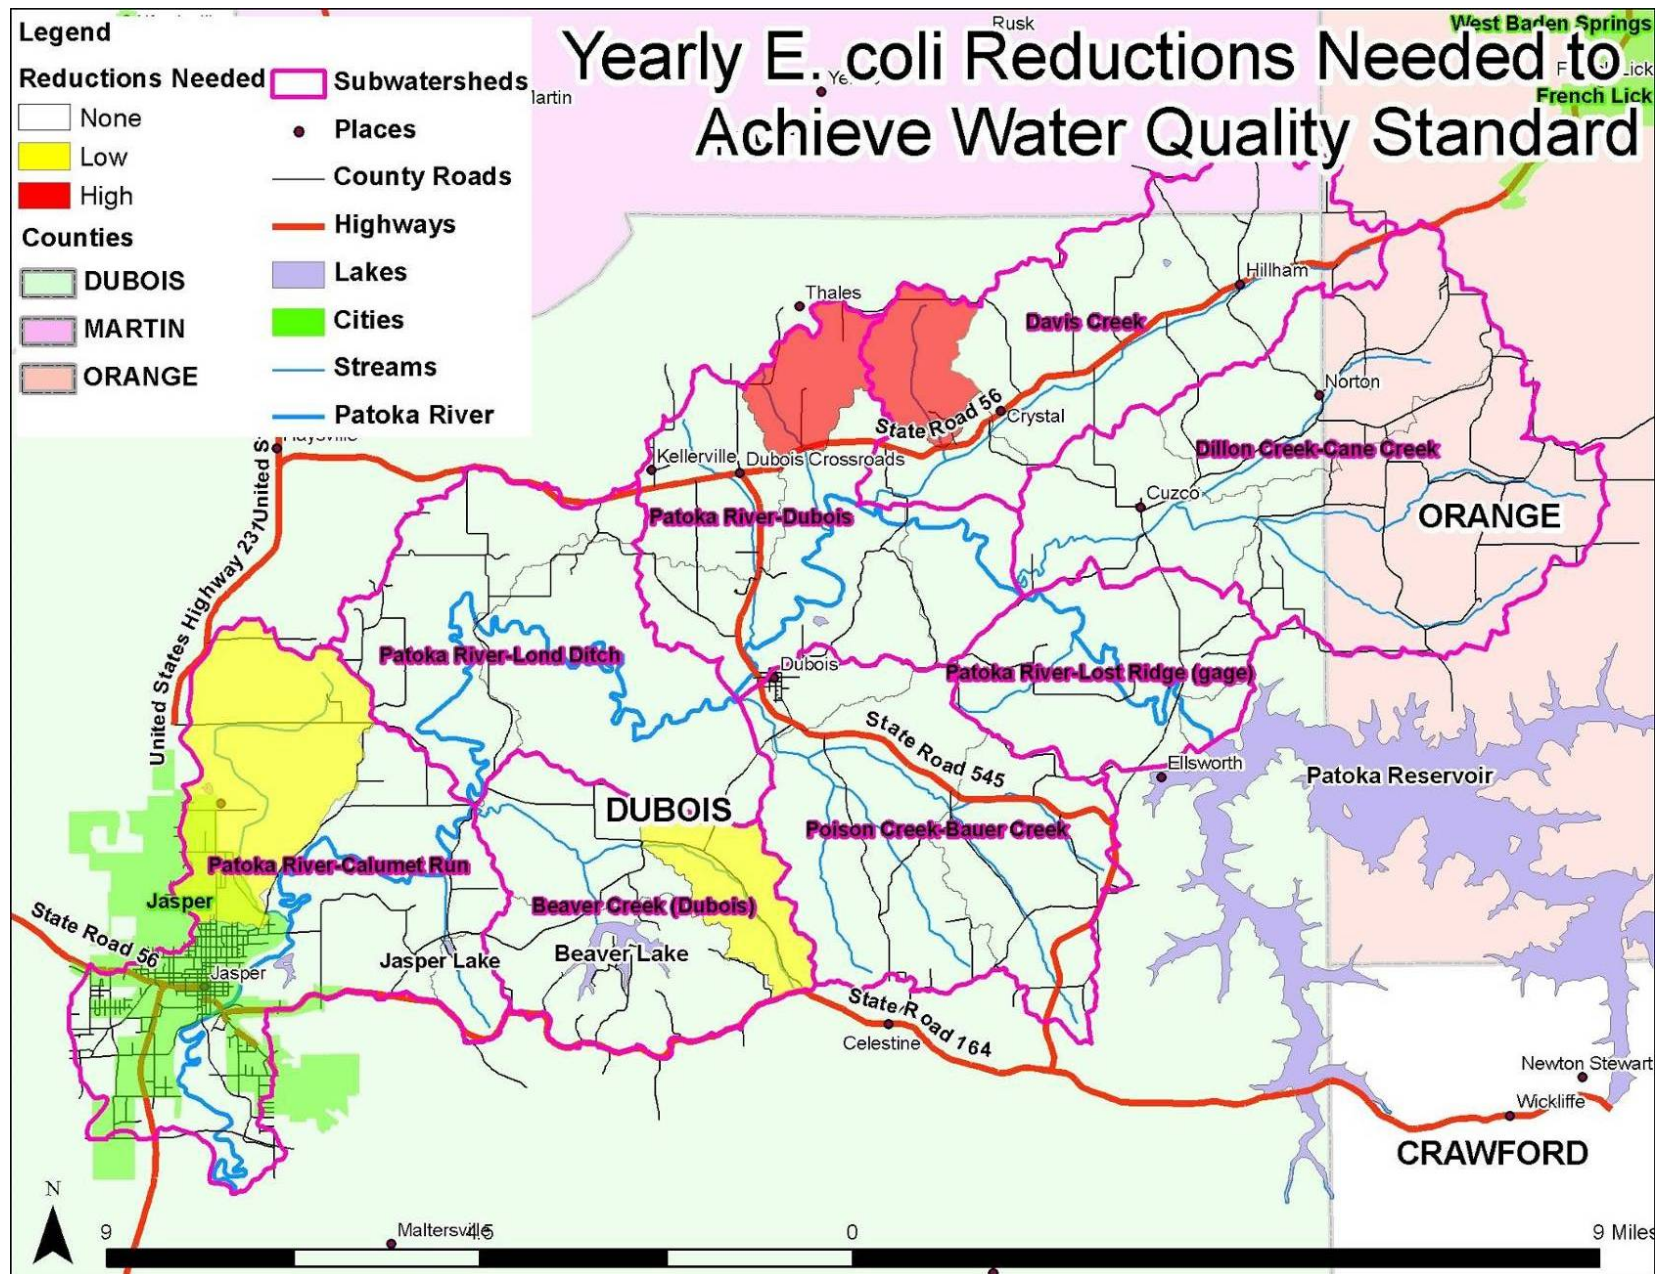 Yearly E. coli Reductions Needed to
Achieve Water Quality Standard
Legend
Reductions Needed
None
Low
High
Counties
DUBOIS
MARTIN
ORANGE
Subwatersheds
Places
County Roads
Highways
Lakes
Cities
Streams
Patoka River
Rusk
West Baden Springs
French Lick
Hillham
Thales
Davis Creek
Norton
State Road 56
Crystal
Dillon Creek-Cane Creek
Kellerville
Dubois Crossroads
Cuzco
ORANGE
Patoka River-Dubois
United States Highway 231
Patoka River-Lond Ditch
Dubois
Patoka River-Lost Ridge (gage)
State Road 545
Ellsworth
Patoka Reservoir
DUBOIS
Poison Creek-Bauer Creek
Patoka River-Calumet Run
Jasper
Beaver Creek (Dubois)
State Road 56
Jasper
Jasper Lake
Beaver Lake
State Road 164
Celestine
Newton Stewart
Wickliffe
CRAWFORD
N
Maltersville
9
4.5
0
9 Miles